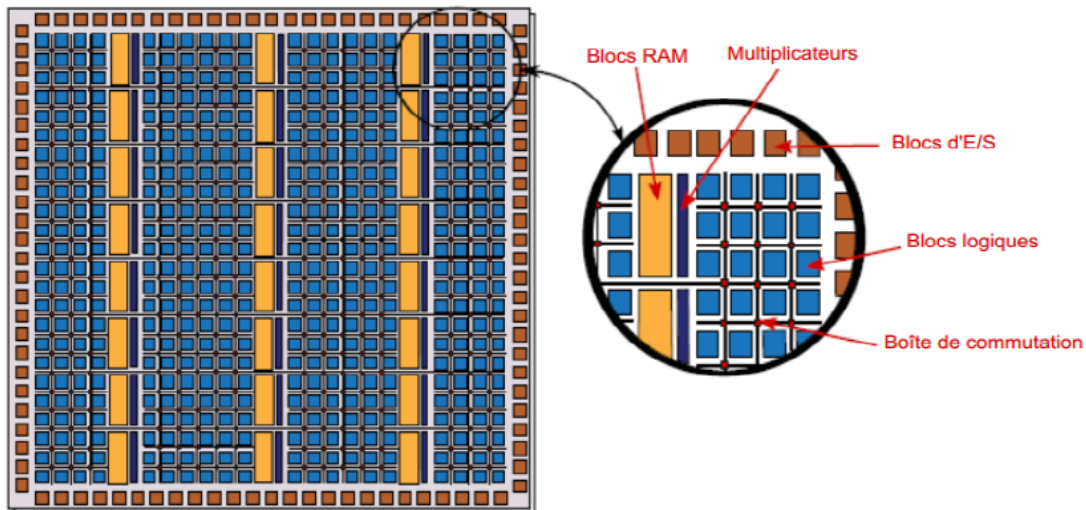 Blocs RAM
Multiplicateurs
Blocs d'E/S
Blocs logiques
Boîte de commutation